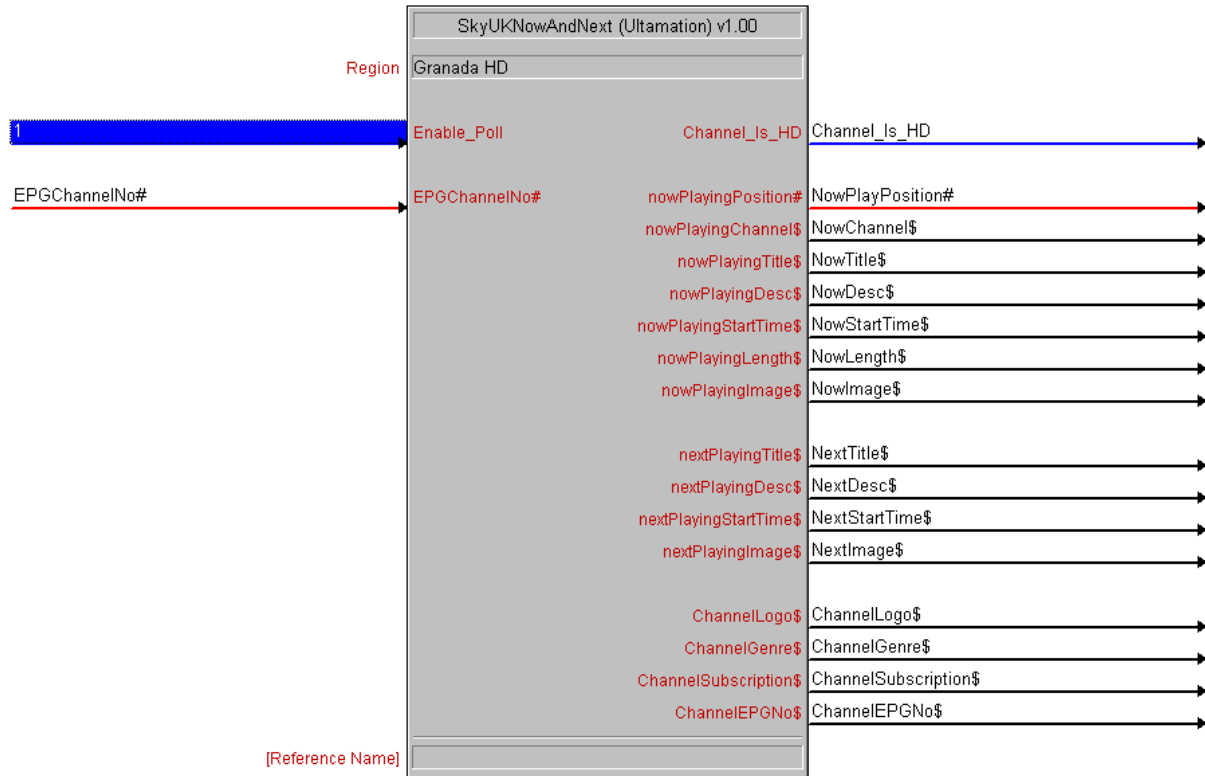 SkyUKNowAndNext (Ultamation) v1.00
Region Granada HD
1 Enable_Poll Channel_Is_HD Channel_Is_HD
EPGChannelNo# EPGChannelNo# nowPlayingPosition# NowPlayPosition#
nowPlayingChannel$ NowChannel$
nowPlayingTitle$ NowTitle$
nowPlayingDesc$ NowDesc$
nowPlayingStartTime$ NowStartTime$
nowPlayingLength$ NowLength$
nowPlayingImage$ NowImage$
nextPlayingTitle$ NextTitle$
nextPlayingDesc$ NextDesc$
nextPlayingStartTime$ NextStartTime$
nextPlayingImage$ NextImage$
ChannelLogo$ ChannelLogo$
ChannelGenre$ ChannelGenre$
ChannelSubscription$ ChannelSubscription$
ChannelEPGNo$ ChannelEPGNo$
[Reference Name]